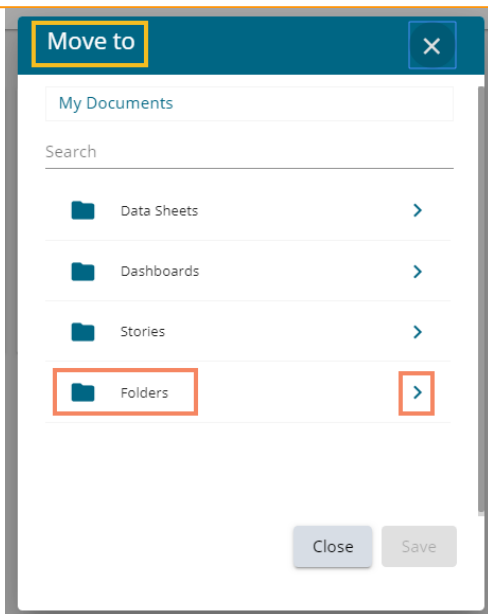 Move to
My Documents
Search
Data Sheets
Dashboards
Stories
Folders
Close Save